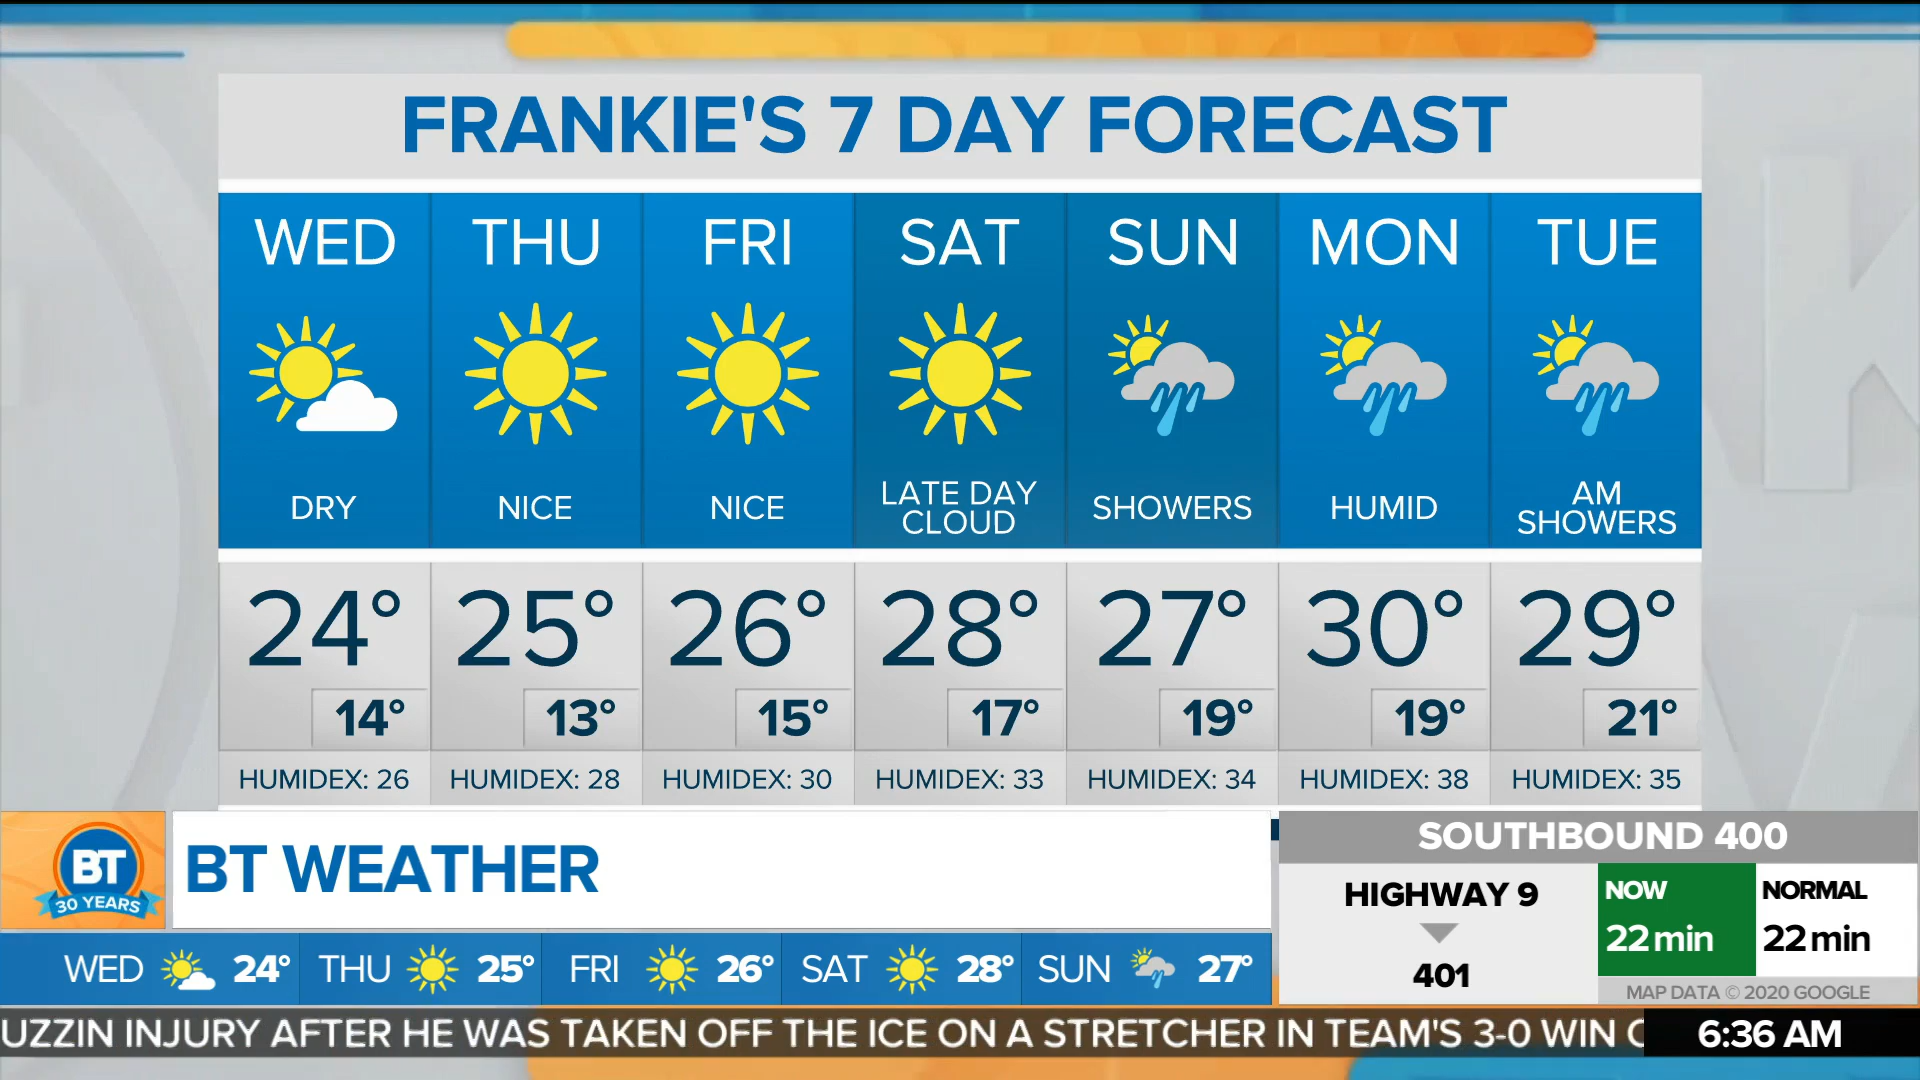 FRANKIE'S 7 DAY FORECAST
WED
THU
FRI
SAT
SUN
MON
TUE
DRY
NICE
NICE
LATE DAY
CLOUD
SHOWERS
HUMID
AM
SHOWERS
24°
25°
26°
28°
27°
30°
29°
14°
13°
15°
17°
19°
19°
21°
HUMIDEX: 26
HUMIDEX: 28
HUMIDEX: 30
HUMIDEX: 33
HUMIDEX: 34
HUMIDEX: 38
HUMIDEX: 35
BT
30 YEARS
BT WEATHER
SOUTHBOUND 400
HIGHWAY 9
401
NOW
22 min
NORMAL
22 min
MAP DATA © 2020 GOOGLE
WED 24° THU 25° FRI 26° SAT 28° SUN 27°
UZZIN INJURY AFTER HE WAS TAKEN OFF THE ICE ON A STRETCHER IN TEAM'S 3-0 WIN
6:36 AM